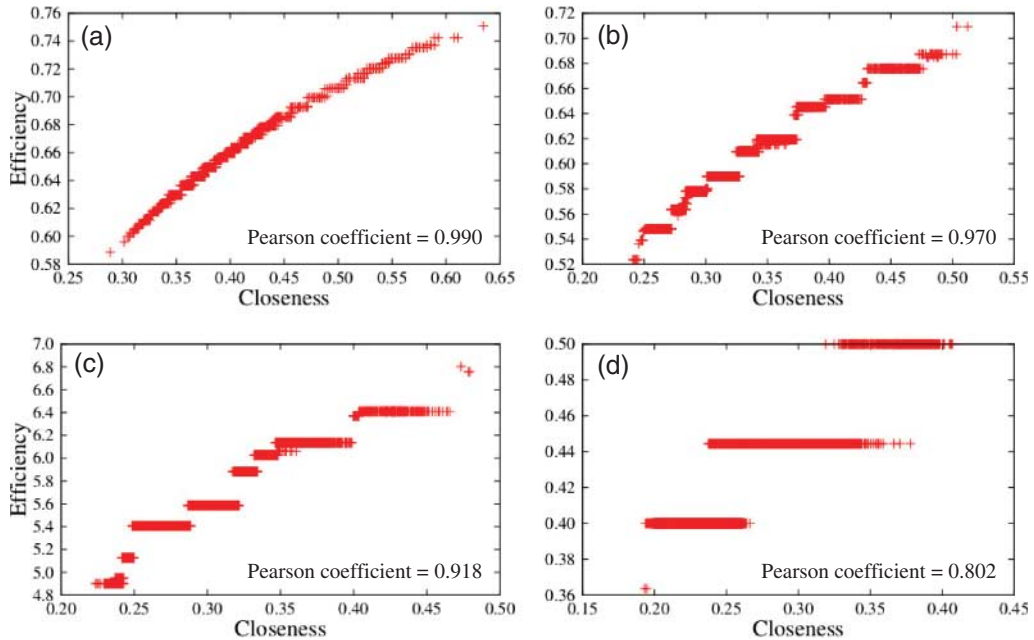 (a)
0.76
0.74
0.72
0.70
0.68
0.66
0.64
0.62
0.60
0.58
Efficiency
Pearson coefficient = 0.990
0.25 0.30 0.35 0.40 0.45 0.50 0.55 0.60 0.65
Closeness
(b)
0.72
0.70
0.68
0.66
0.64
0.62
0.60
0.58
0.56
0.54
0.52
Pearson coefficient = 0.970
0.20 0.25 0.30 0.35 0.40 0.45 0.50 0.55
Closeness
(c)
7.0
6.8
6.6
6.4
6.2
6.0
5.8
5.6
5.4
5.2
5.0
4.8
Efficiency
Pearson coefficient = 0.918
0.20 0.25 0.30 0.35 0.40 0.45 0.50
Closeness
(d)
0.50
0.48
0.46
0.44
0.42
0.40
0.38
0.36
Pearson coefficient = 0.802
0.15 0.20 0.25 0.30 0.35 0.40 0.45
Closeness